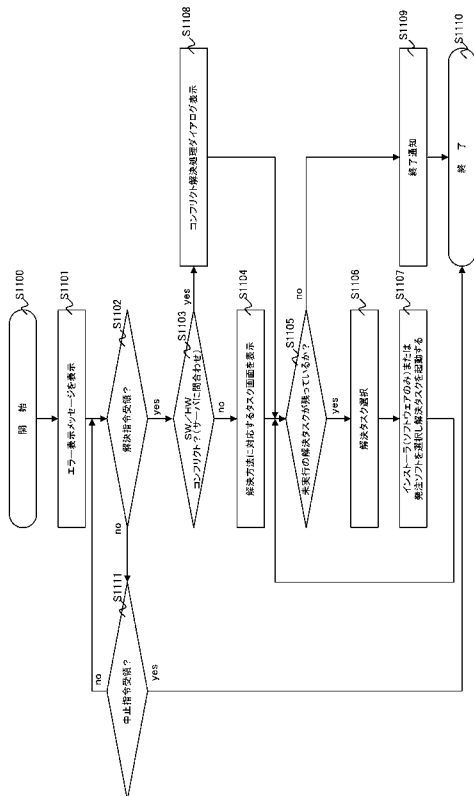 S1100
開 始
S1101
エラー表示メッセージを表示
S1102
解決指令受領？
yes
no
S1111
中止指令受領？
no
yes
S1103
SW／HW
コンフリクト？(サーバに問合わせ)
yes
no
S1108
コンフリクト解決処理ダイアログ表示
S1104
解決方法に対応するタスク画面を表示
S1105
未実行の解決タスクが残っているか？
no
yes
S1106
解決タスク選択
S1107
インストーラ(ソフトウェアのみ)または
発注ソフトを選択し解決タスクを起動する
S1109
終了通知
S1110
終 了